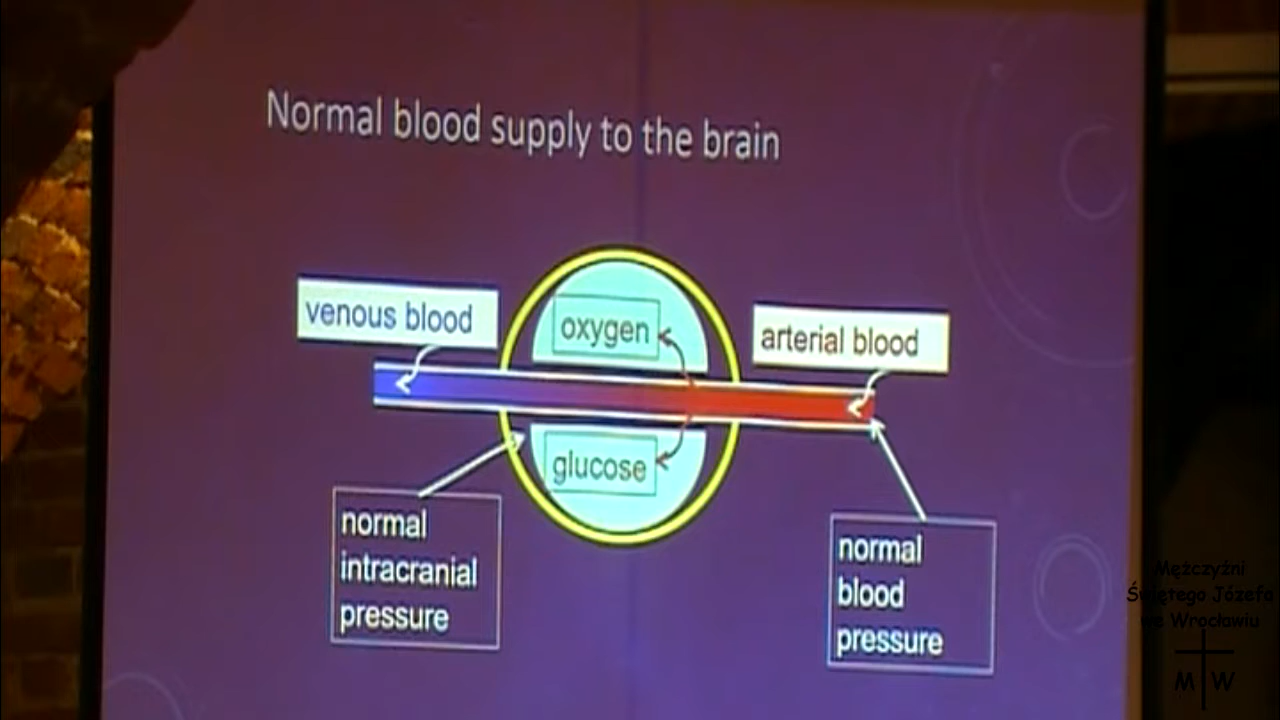 Normal blood supply to the brain
venous blood
oxygen
arterial blood
glucose
normal
intracranial
pressure
normal
blood
pressure
Mężczyźni
Świętego Józefa
we Wrocławiu
M W